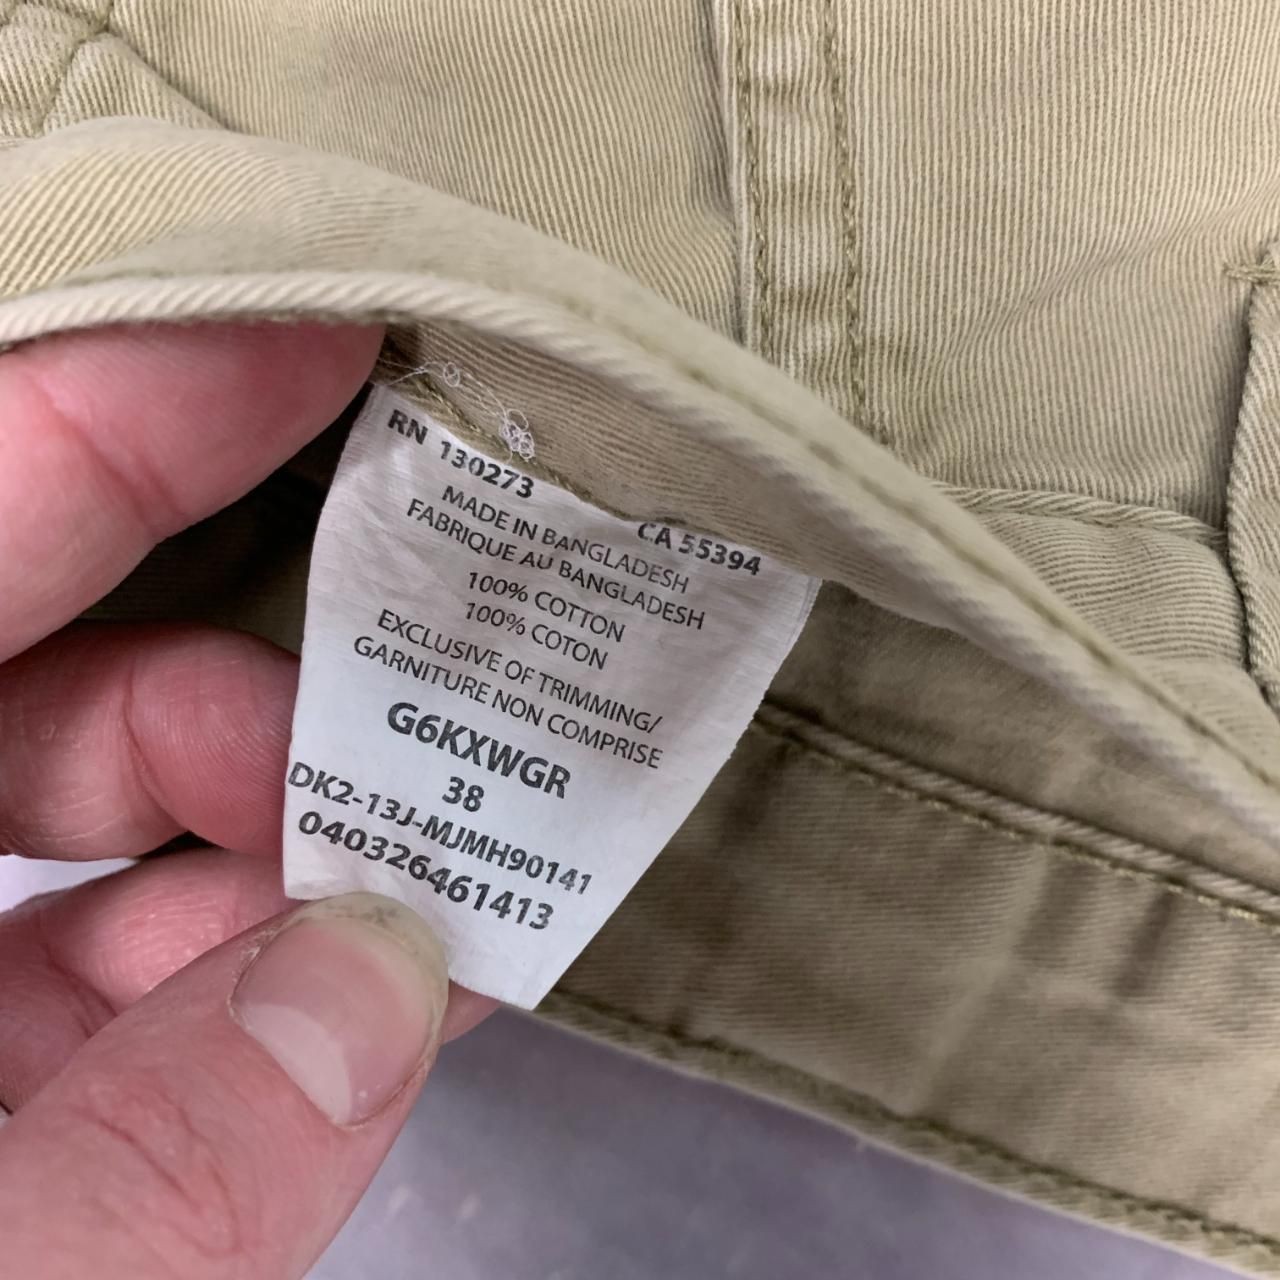 RN 130273 CA 55394
MADE IN BANGLADESH
FABRIQUE AU BANGLADESH
100% COTTON
100% COTON
EXCLUSIVE OF TRIMMING/
GARNITURE NON COMPRISE
G6KXWGR
38
DK2-13J-MJMH90141
040326461413